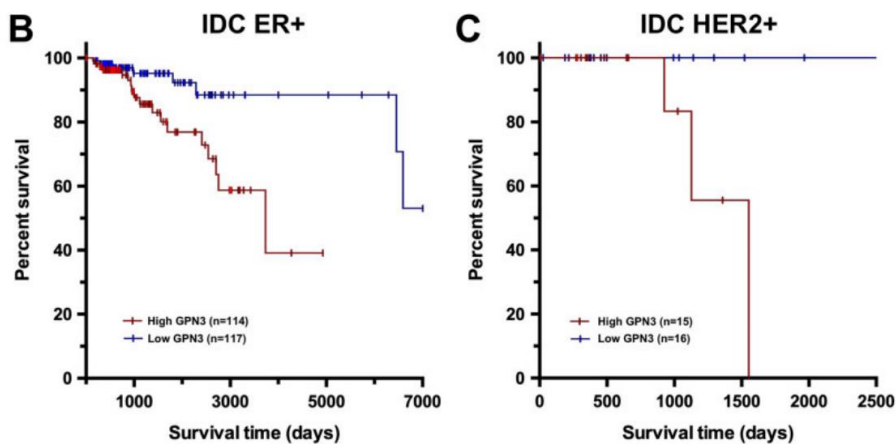 B
IDC ER+
Percent survival
100
80
60
40
20
0
High GPN3 (n=114)
Low GPN3 (n=117)
1000
3000
5000
7000
Survival time (days)
C
IDC HER2+
Percent survival
100
80
60
40
20
0
High GPN3 (n=15)
Low GPN3 (n=16)
0
500
1000
1500
2000
2500
Survival time (days)